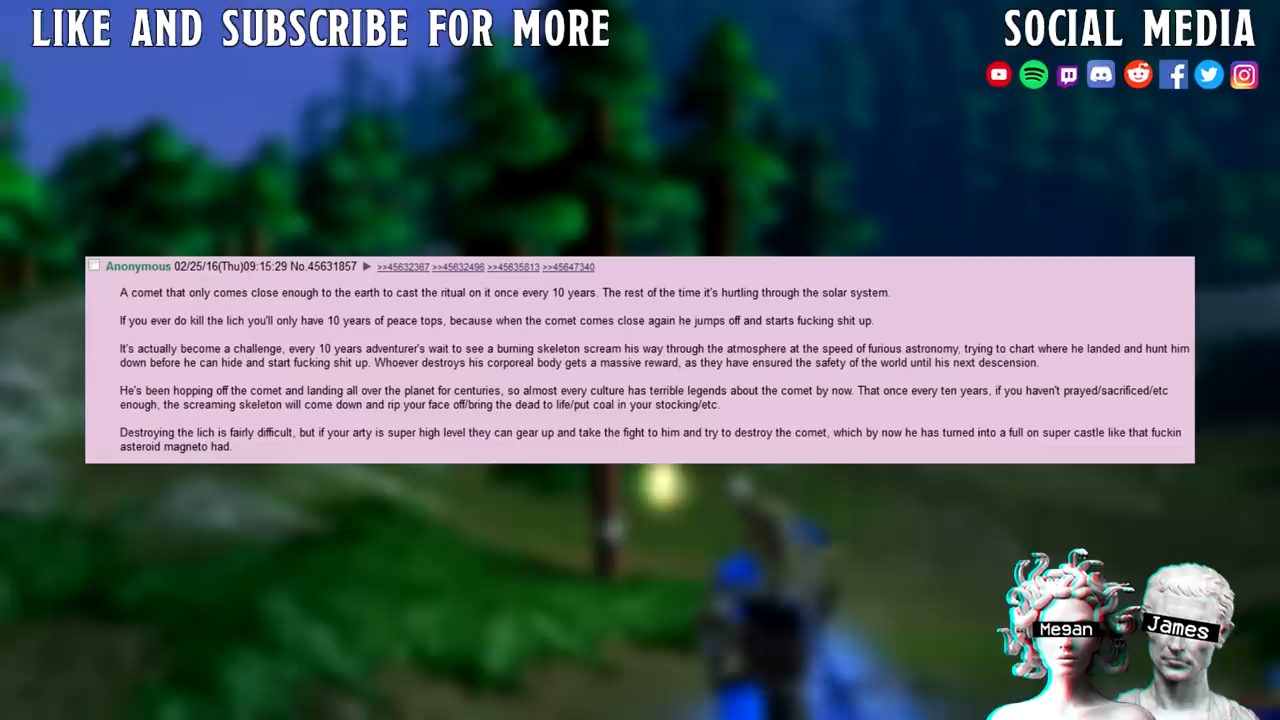 LIKE AND SUBSCRIBE FOR MORE
SOCIAL MEDIA
Anonymous 02/25/16(Thu)09:15:29 No.45631857 ▶ >>45632367 >>45632496 >>45635813 >>45647340
A comet that only comes close enough to the earth to cast the ritual on it once every 10 years. The rest of the time it's hurtling through the solar system.
If you ever do kill the lich you'll only have 10 years of peace tops, because when the comet comes close again he jumps off and starts fucking shit up.
It's actually become a challenge, every 10 years adventurer's wait to see a burning skeleton scream his way through the atmosphere at the speed of furious astronomy, trying to chart where he landed and hunt him
down before he can hide and start fucking shit up. Whoever destroys his corporeal body gets a massive reward, as they have ensured the safety of the world until his next descension.
He's been hopping off the comet and landing all over the planet for centuries, so almost every culture has terrible legends about the comet by now. That once every ten years, if you haven't prayed/sacrificed/etc
enough, the screaming skeleton will come down and rip your face off/bring the dead to life/put coal in your stocking/etc.
Destroying the lich is fairly difficult, but if your arty is super high level they can gear up and take the fight to him and try to destroy the comet, which by now he has turned into a full on super castle like that fuckin
asteroid magneto had.
Megan
James